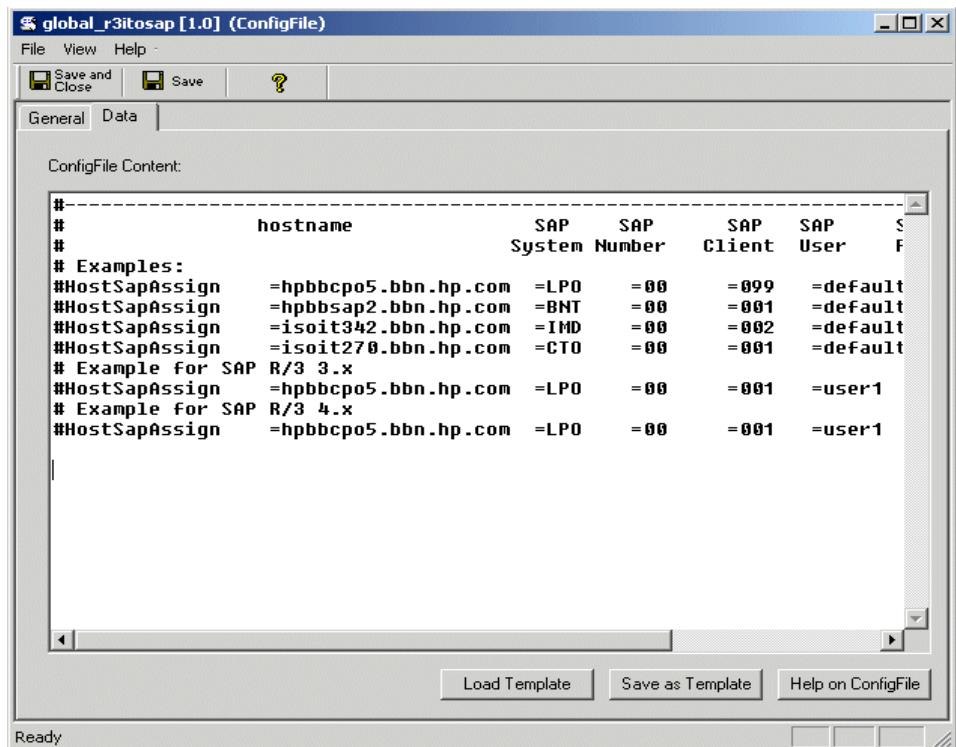 global_r3itosap [1.0] (ConfigFile)
File View Help
Save and Close Save
General Data
ConfigFile Content:
#----------------------------------------------------------------------
# hostname SAP SAP SAP SAP
# System Number Client User
# Examples:
#HostSapAssign =hpbbcpo5.bbn.hp.com =LPO =00 =099 =default
#HostSapAssign =hpbbsap2.bbn.hp.com =BNT =00 =001 =default
#HostSapAssign =isoit342.bbn.hp.com =IMD =00 =002 =default
#HostSapAssign =isoit270.bbn.hp.com =CTO =00 =001 =default
# Example for SAP R/3 3.x
#HostSapAssign =hpbbcpo5.bbn.hp.com =LPO =00 =001 =user1
# Example for SAP R/3 4.x
#HostSapAssign =hpbbcpo5.bbn.hp.com =LPO =00 =001 =user1
Load Template Save as Template Help on ConfigFile
Ready